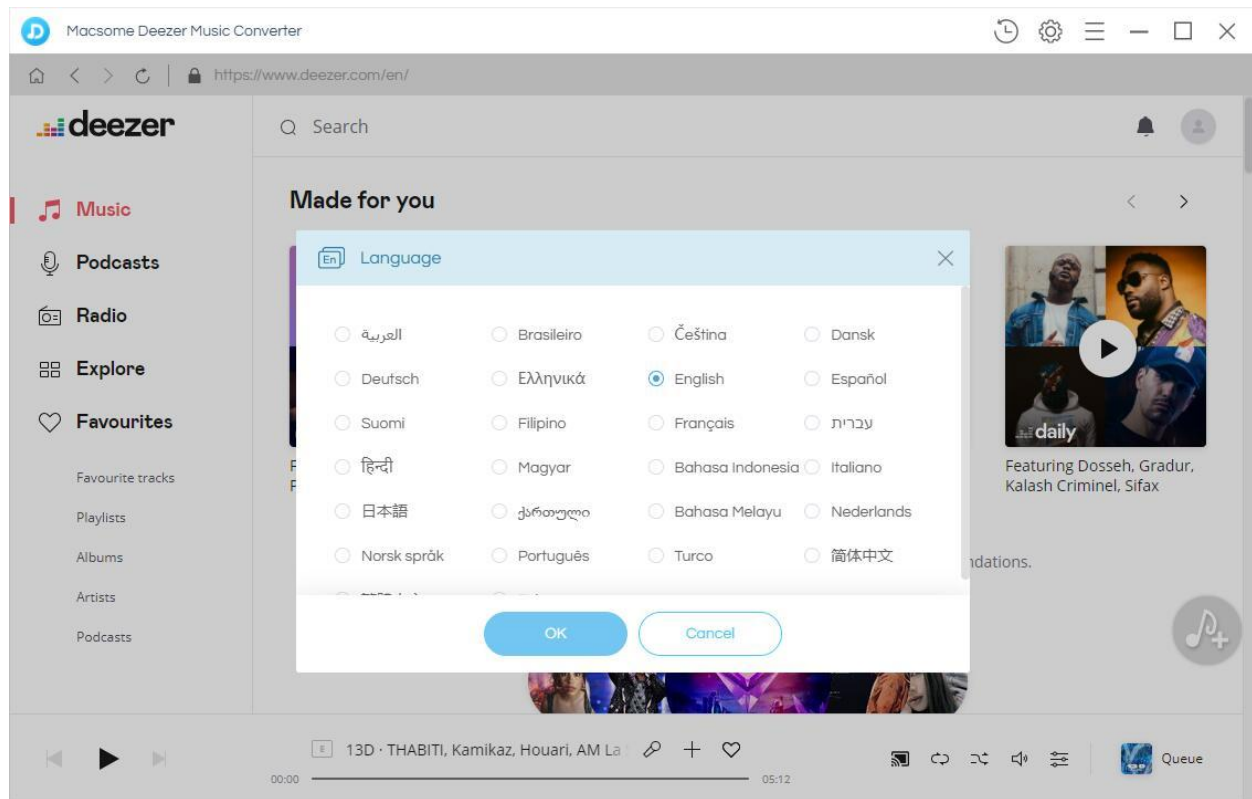 Macsome Deezer Music Converter
https://www.deezer.com/en/
deezer
Search
Music
Podcasts
Radio
Explore
Favourites
Favourite tracks
Playlists
Albums
Artists
Podcasts
Made for you
En Language
العربية Brasileiro Čeština Dansk
Deutsch Ελληνικά English Español
Suomi Filipino Français עברית
हिन्दी Magyar Bahasa Indonesia Italiano
日本語 ქართული Bahasa Melayu Nederlands
Norsk språk Português Turco 简体中文
OK Cancel
daily
Featuring Dosseh, Gradur,
Kalash Criminel, Sifax
E 13D · THABITI, Kamikaz, Houari, AM La
00:00 05:12
Queue